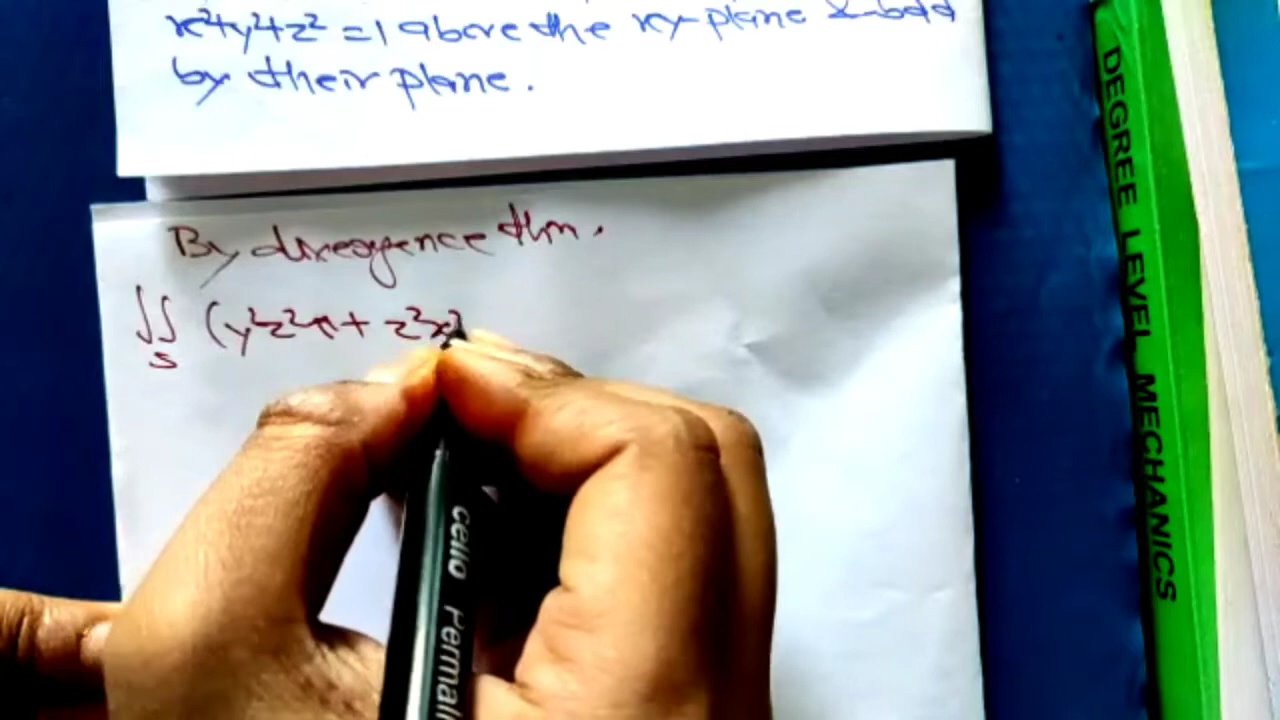 x²+y²+z² = 1 above the xy-plane & bdd
by their plane.
By divergence thm.
∬ (y²z²i + z²x²
S
cello Perma
DEGREE LEVEL MECHANICS